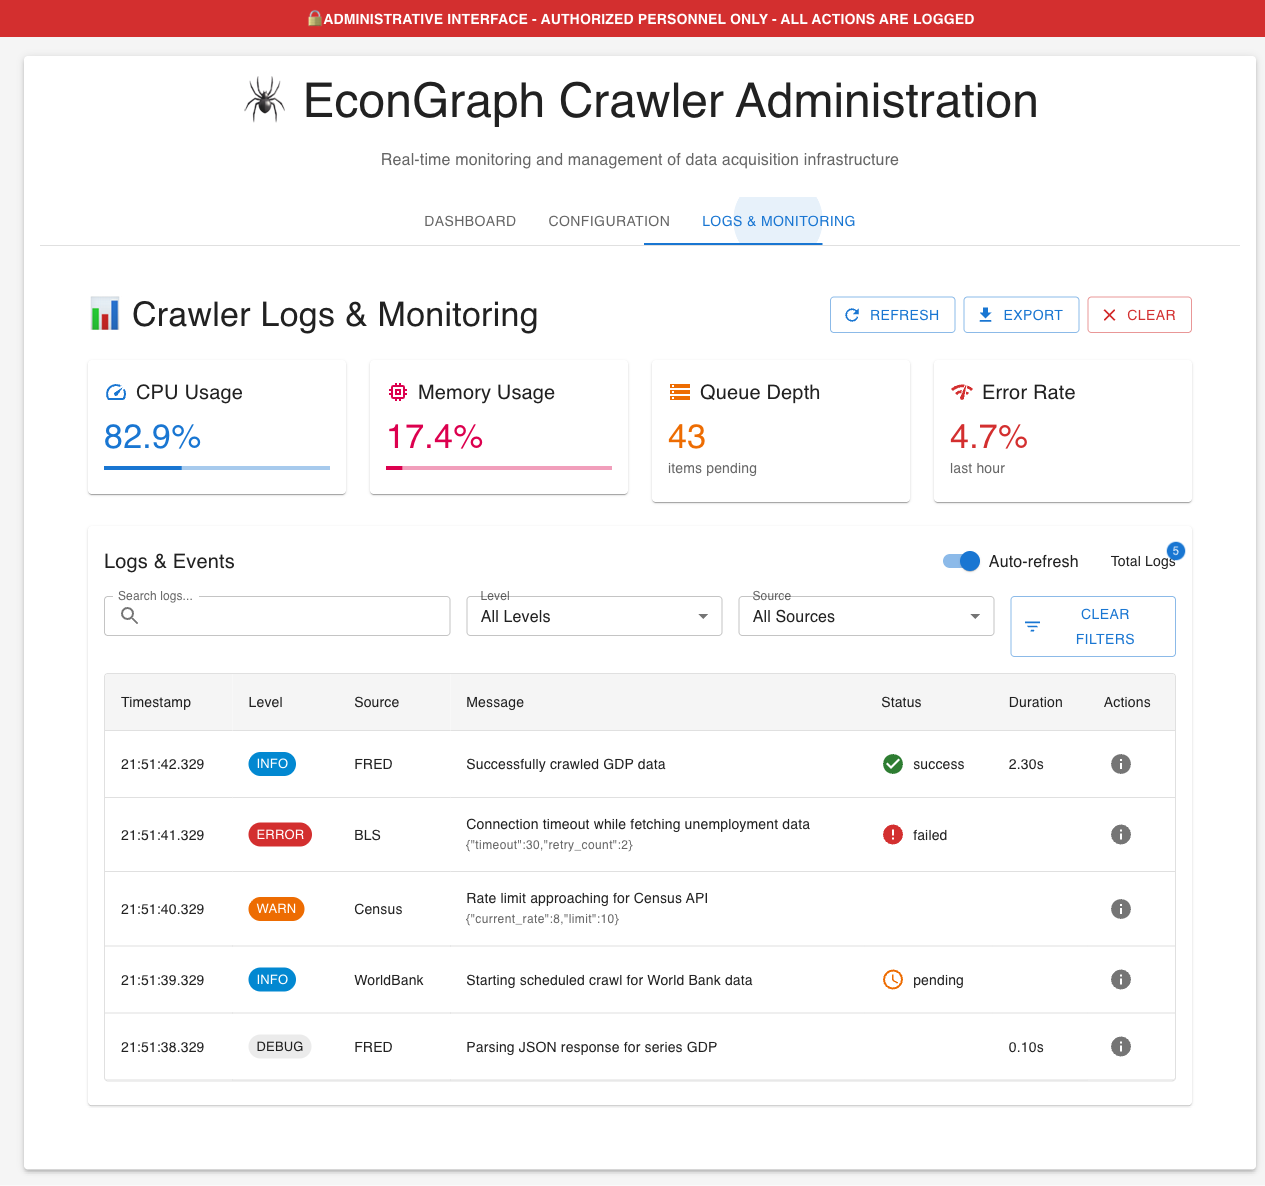 ADMINISTRATIVE INTERFACE - AUTHORIZED PERSONNEL ONLY - ALL ACTIONS ARE LOGGED
EconGraph Crawler Administration
Real-time monitoring and management of data acquisition infrastructure
DASHBOARD CONFIGURATION LOGS & MONITORING
Crawler Logs & Monitoring
REFRESH EXPORT CLEAR
CPU Usage
82.9%
Memory Usage
17.4%
Queue Depth
43
items pending
Error Rate
4.7%
last hour
Logs & Events
Auto-refresh
Total Logs 5
Search logs...
Level
All Levels
Source
All Sources
CLEAR
FILTERS
Timestamp Level Source Message Status Duration Actions
21:51:42.329 INFO FRED Successfully crawled GDP data success 2.30s
21:51:41.329 ERROR BLS Connection timeout while fetching unemployment data failed
{"timeout":30,"retry_count":2}
21:51:40.329 WARN Census Rate limit approaching for Census API
{"current_rate":8,"limit":10}
21:51:39.329 INFO WorldBank Starting scheduled crawl for World Bank data pending
21:51:38.329 DEBUG FRED Parsing JSON response for series GDP 0.10s